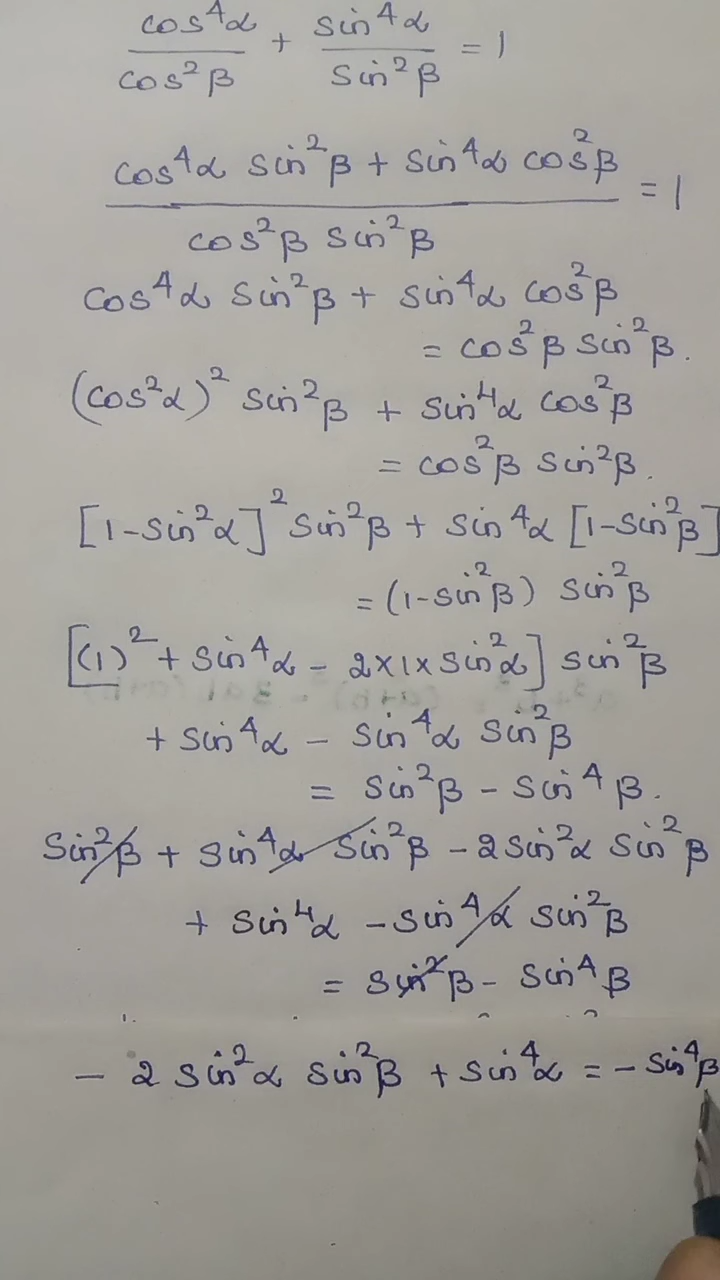 cos⁴α/cos²β + sin⁴α/sin²β = 1
(cos⁴α sin²β + sin⁴α cos²β)/(cos²β sin²β) = 1
cos⁴α sin²β + sin⁴α cos²β
= cos²β sin²β.
(cos²α)² sin²β + sin⁴α cos²β
= cos²β sin²β.
[1-sin²α]² sin²β + sin⁴α [1-sin²β]
= (1-sin²β) sin²β
[(1)² + sin⁴α - 2×1×sin²α] sin²β
+ sin⁴α - sin⁴α sin²β
= sin²β - sin⁴β.
sin²β + sin⁴α sin²β - 2sin²α sin²β
+ sin⁴α - sin⁴α sin²β
= sin²β - sin⁴β
- 2 sin²α sin²β + sin⁴α = - sin⁴β